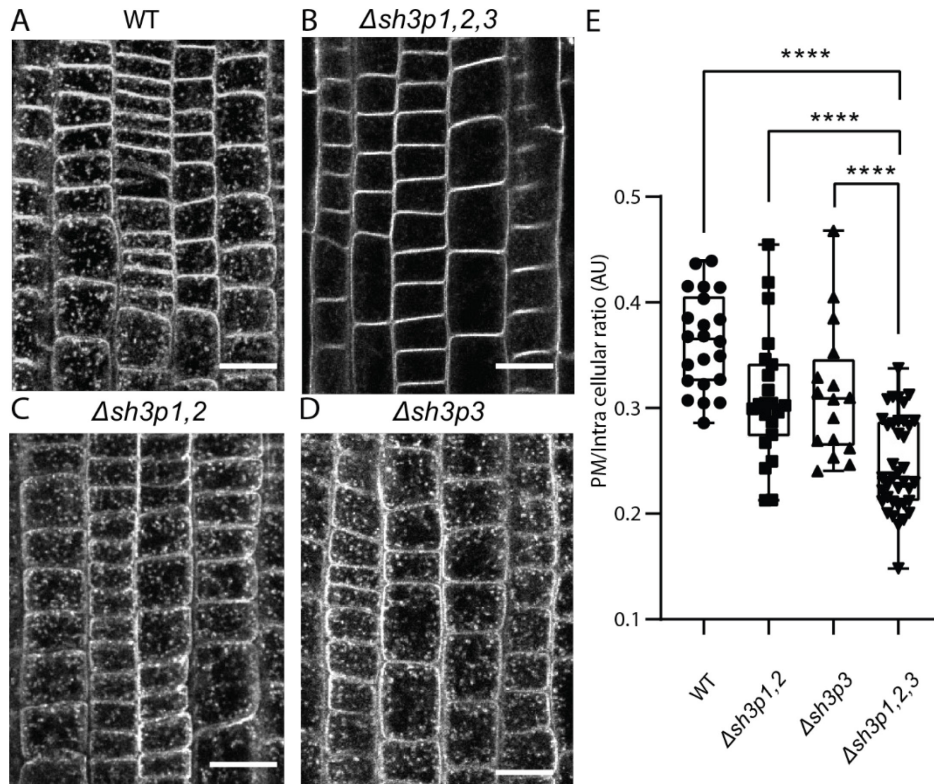 A WT
B Δsh3p1,2,3
C Δsh3p1,2
D Δsh3p3
E
****
****
****
PM/Intra cellular ratio (AU)
0.5
0.4
0.3
0.2
0.1
WT
Δsh3p1,2
Δsh3p3
Δsh3p1,2,3